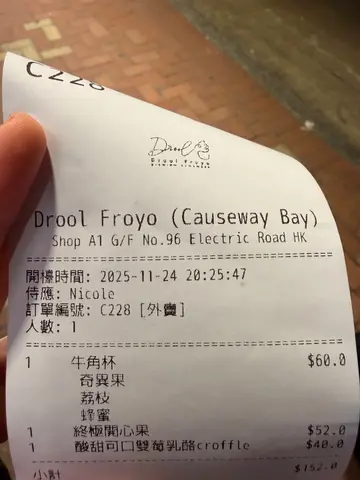 C228
Drool
Drool Froyo
Drool Froyo (Causeway Bay)
Shop A1 G/F No.96 Electric Road HK
開檯時間: 2025-11-24 20:25:47
侍應: Nicole
訂單編號: C228 [外賣]
人數: 1
1 牛角杯 $60.0
奇異果
荔枝
蜂蜜
1 終極開心果 $52.0
1 酸甜可口雙莓乳酪croffle $40.0
小計 $152.0